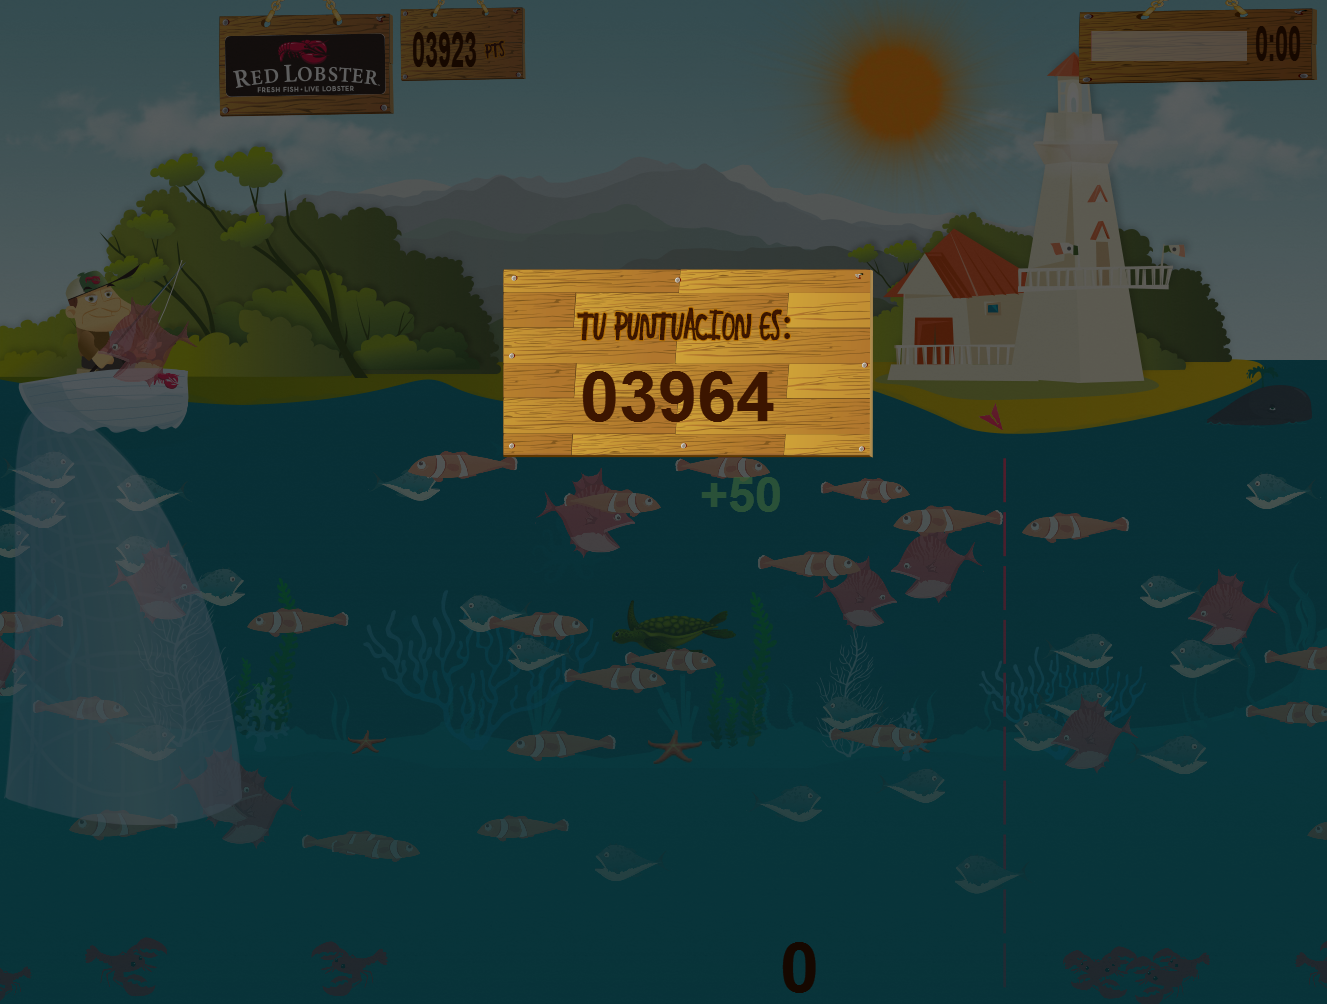 RED LOBSTER
FRESH FISH • LIVE LOBSTER
03923 PTS
0:00
TU PUNTUACION ES:
03964
+50
0